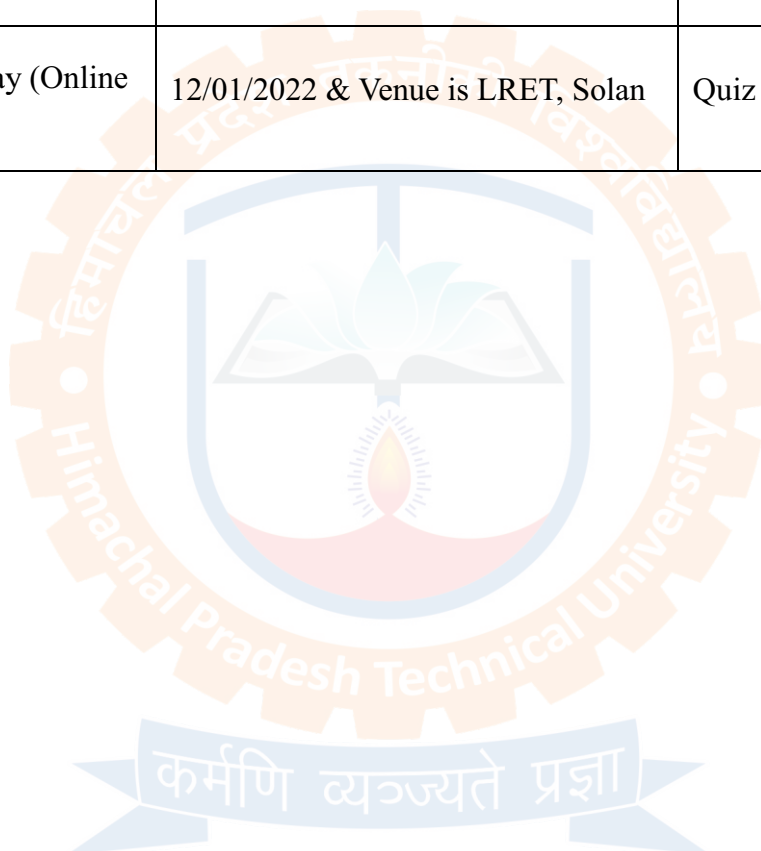 ay (Online
12/01/2022 & Venue is LRET, Solan
Quiz
हिमाचल प्रदेश तकनीकी विश्वविद्यालय
Himachal Pradesh Technical University
कर्मणि व्यञ्ज्यते प्रज्ञा